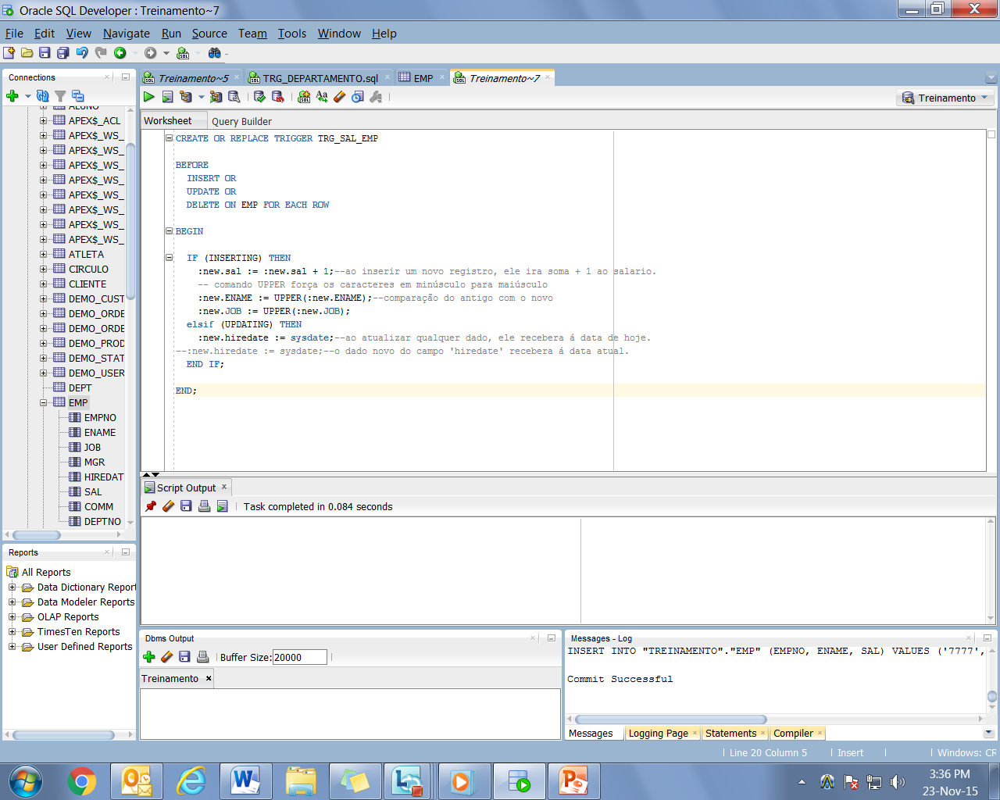 Oracle SQL Developer : Treinamento~7
File Edit View Navigate Run Source Team Tools Window Help
Connections
ALUNO
APEX$_ACL
APEX$_WS_
APEX$_WS_
APEX$_WS_
APEX$_WS_
APEX$_WS_
APEX$_WS_
APEX$_WS_
APEX$_WS_
ATLETA
CIRCULO
CLIENTE
DEMO_CUST
DEMO_ORDE
DEMO_ORDE
DEMO_PROD
DEMO_STAT
DEMO_USER
DEPT
EMP
EMPNO
ENAME
JOB
MGR
HIREDAT
SAL
COMM
DEPTNO
Reports
All Reports
Data Dictionary Report
Data Modeler Reports
OLAP Reports
TimesTen Reports
User Defined Reports
Treinamento~5 TRG_DEPARTAMENTO.sql EMP Treinamento~7
Treinamento
Worksheet Query Builder
CREATE OR REPLACE TRIGGER TRG_SAL_EMP
BEFORE
INSERT OR
UPDATE OR
DELETE ON EMP FOR EACH ROW
BEGIN
IF (INSERTING) THEN
:new.sal := :new.sal + 1;--ao inserir um novo registro, ele ira soma + 1 ao salario.
-- comando UPPER força os caracteres em minúsculo para maiúsculo
:new.ENAME := UPPER(:new.ENAME);--comparação do antigo com o novo
:new.JOB := UPPER(:new.JOB);
elsif (UPDATING) THEN
:new.hiredate := sysdate;--ao atualizar qualquer dado, ele recebera á data de hoje.
--:new.hiredate := sysdate;--o dado novo do campo 'hiredate' recebera á data atual.
END IF;
END;
Script Output
Task completed in 0.084 seconds
Dbms Output
Buffer Size: 20000
Treinamento
Messages - Log
INSERT INTO "TREINAMENTO"."EMP" (EMPNO, ENAME, SAL) VALUES ('7777',
Commit Successful
Messages Logging Page Statements Compiler
Line 20 Column 5 Insert Windows: CR
3:36 PM
23-Nov-15